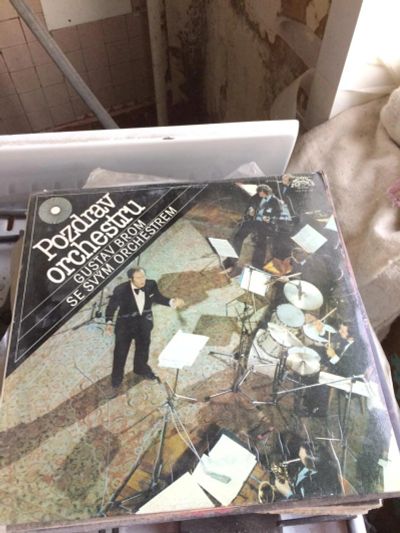 Pozdrav
orchestru
GUSTAV BROM
SE SVÝM ORCHESTREM